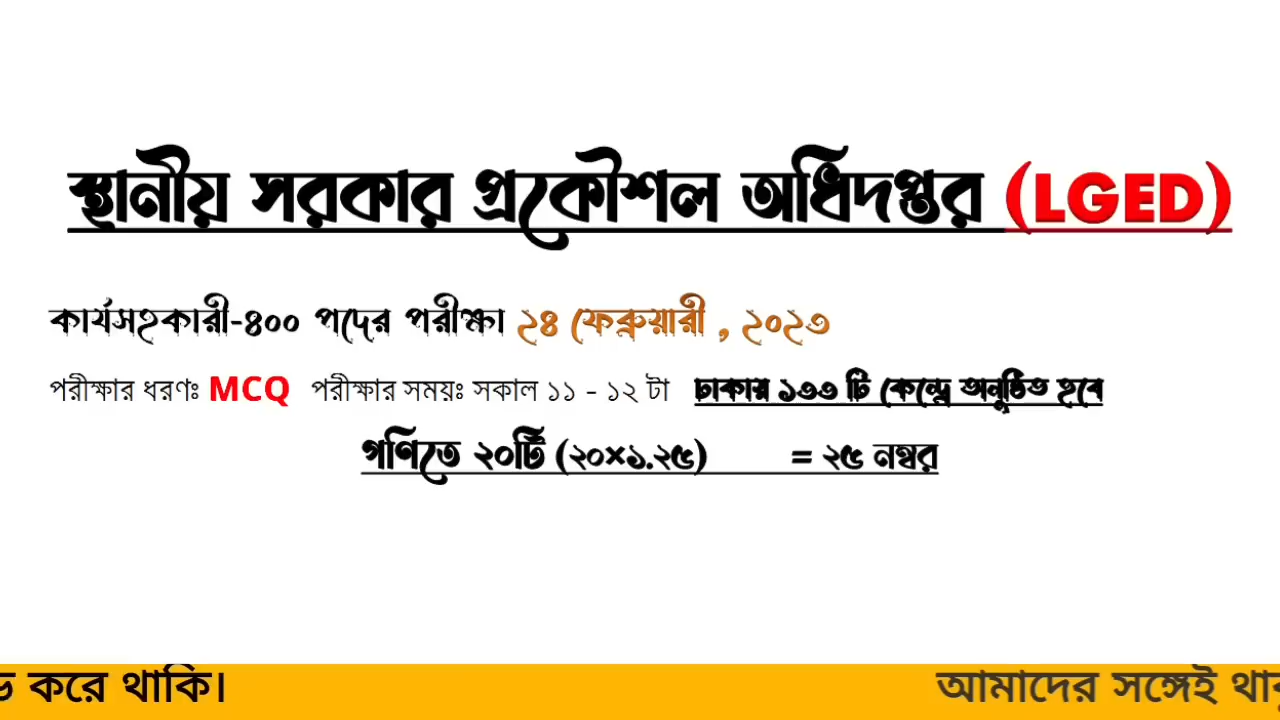 স্থানীয় সরকার প্রকৌশল অধিদপ্তর (LGED)
কার্যসহকারী-৪০০ পদের পরীক্ষা ২৪ ফেব্রুয়ারী , ২০২৩
পরীক্ষার ধরণঃ MCQ পরীক্ষার সময়ঃ সকাল ১১ - ১২ টা ঢাকার ১৩৩ টি কেন্দ্রে অনুষ্ঠিত হবে
গণিতে ২০টি (২০×১.২৫) = ২৫ নম্বর
করে থাকি। আমাদের সঙ্গেই